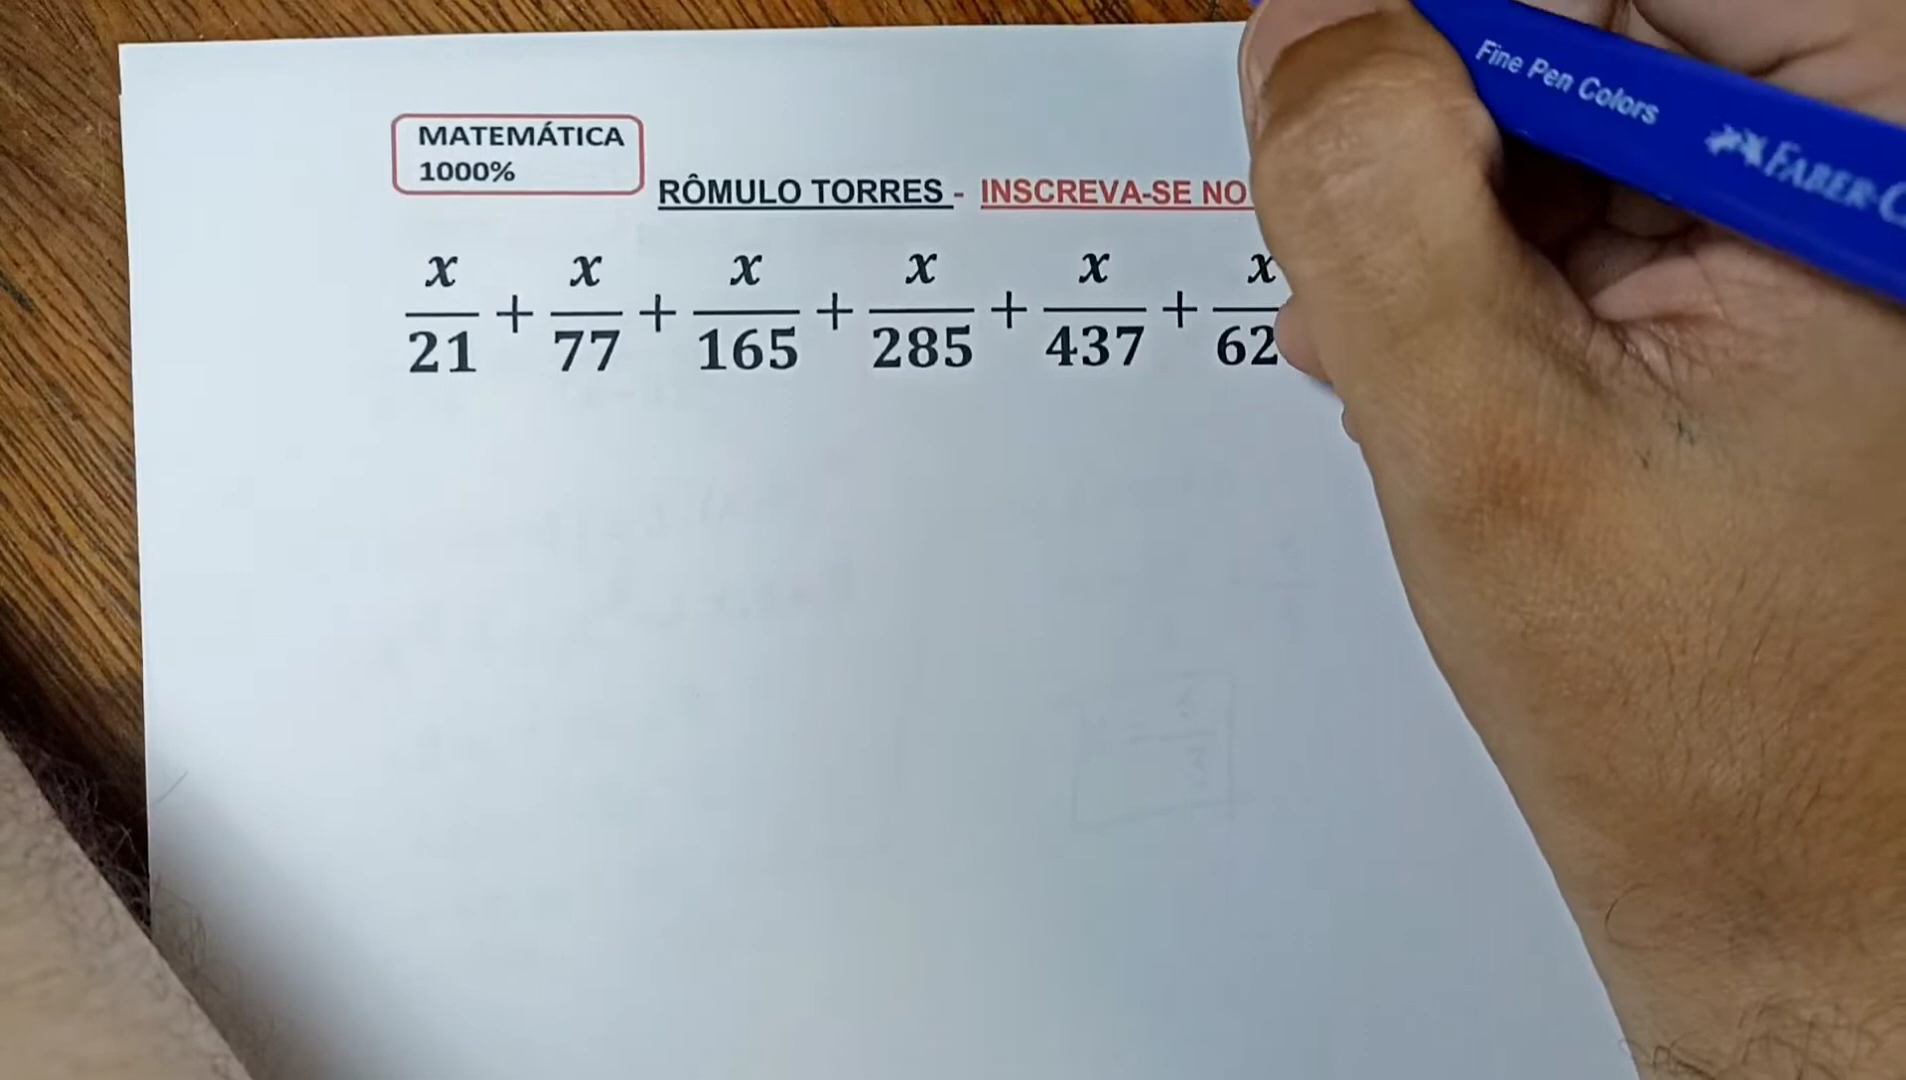 Fine Pen Colors
FABER-C
MATEMÁTICA
1000%
RÔMULO TORRES - INSCREVA-SE NO
x/21 + x/77 + x/165 + x/285 + x/437 + x/62